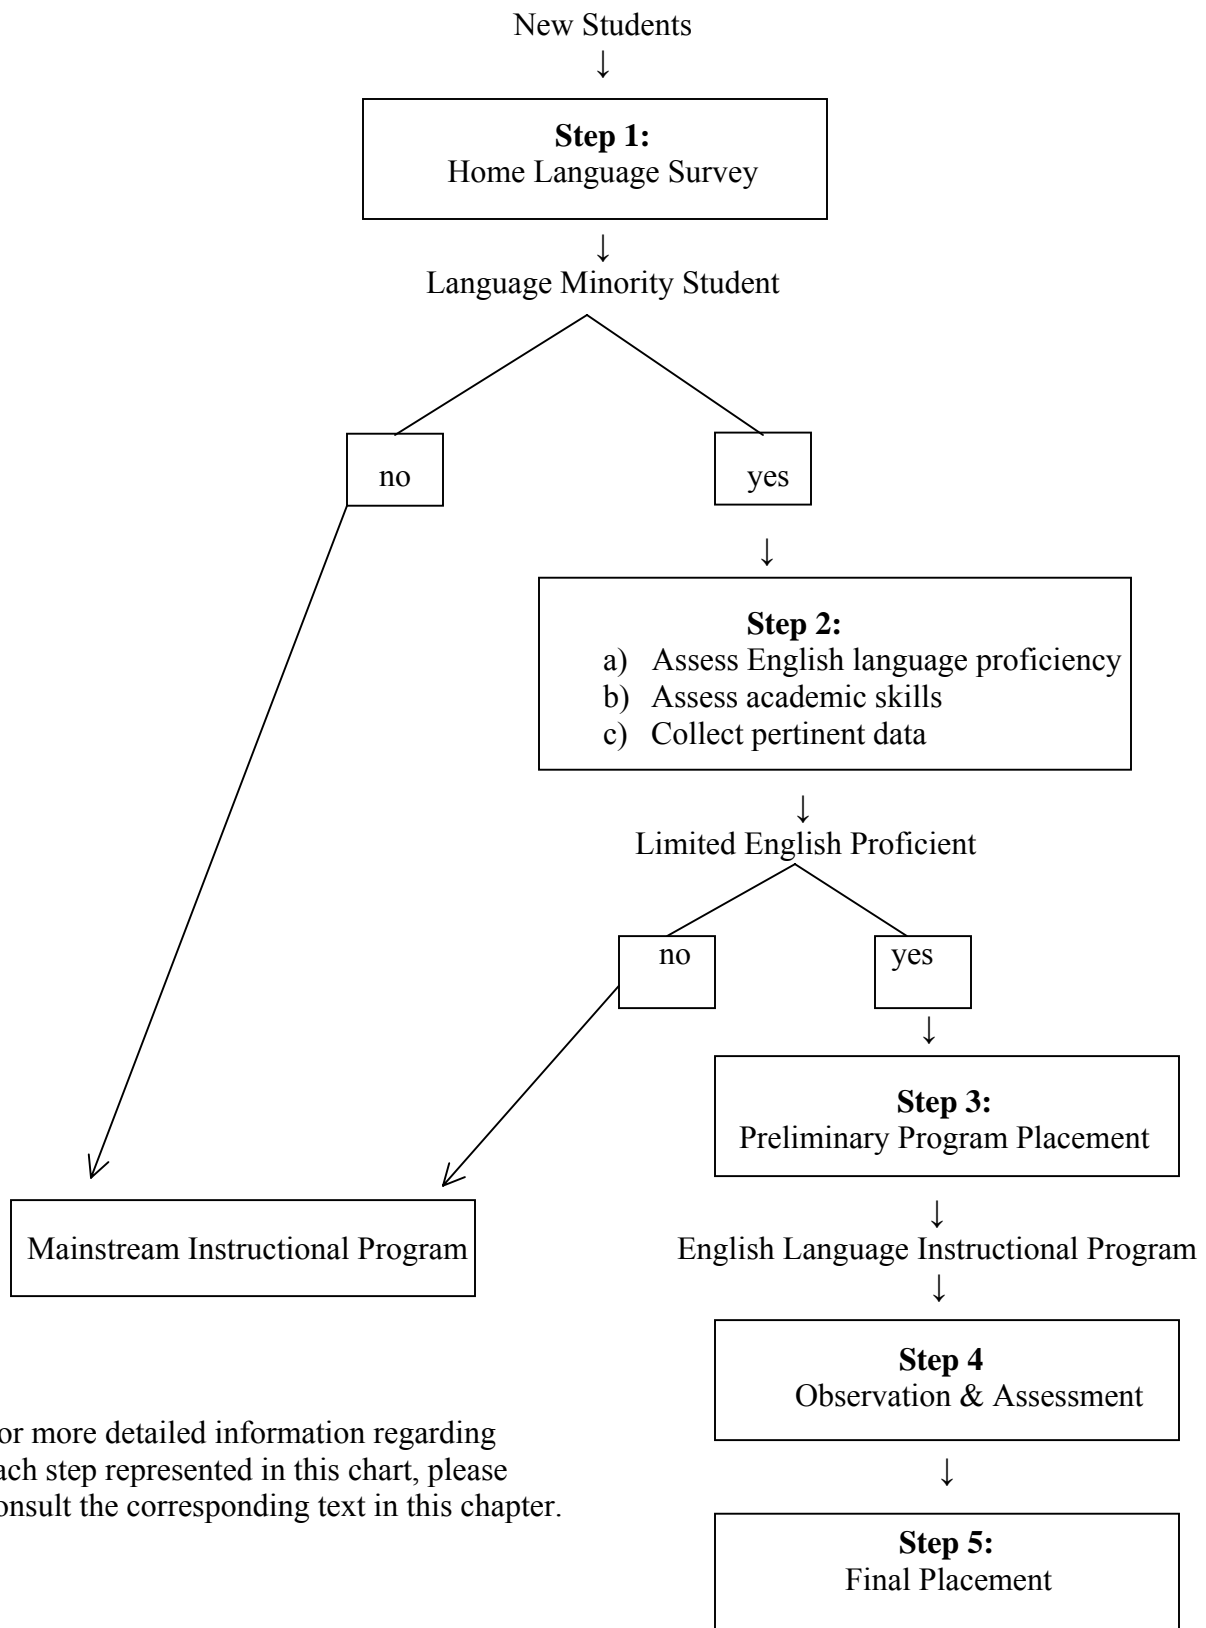 New Students
↓
Step 1:
Home Language Survey
↓
Language Minority Student
no
yes
↓
Step 2:
a) Assess English language proficiency
b) Assess academic skills
c) Collect pertinent data
↓
Limited English Proficient
no
yes
↓
Step 3:
Preliminary Program Placement
↓
Mainstream Instructional Program
English Language Instructional Program
↓
Step 4
Observation & Assessment
or more detailed information regarding
ach step represented in this chart, please
onsult the corresponding text in this chapter.
↓
Step 5:
Final Placement